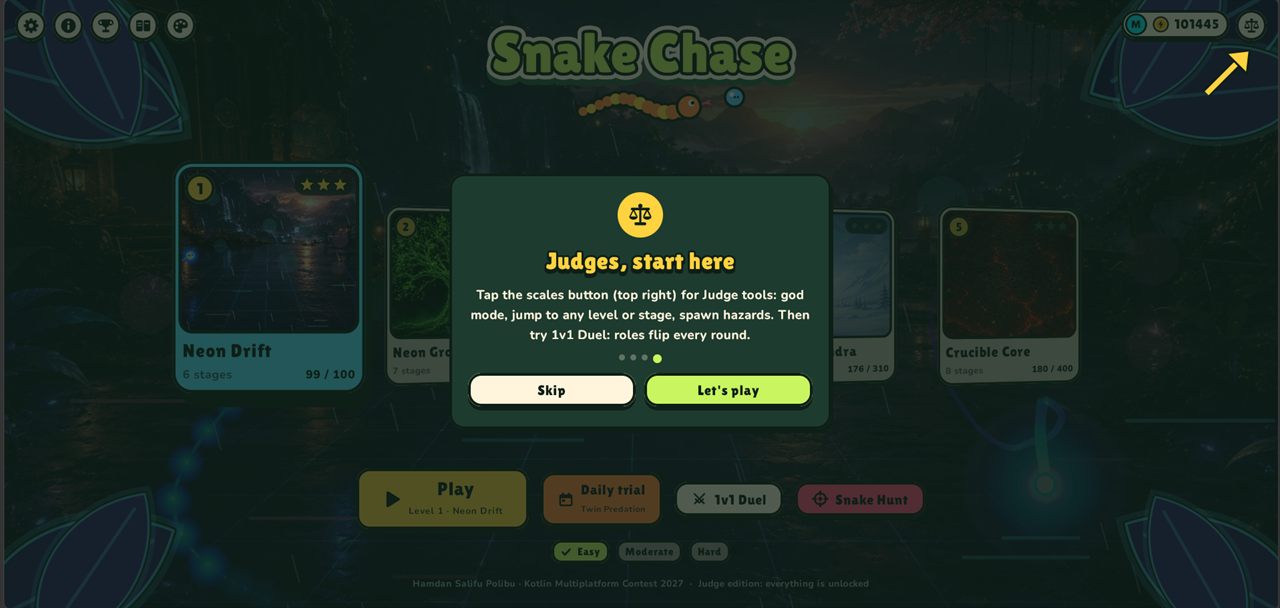 M 101445
Snake Chase
1
Neon Drift
6 stages 99 / 100
2
Neon Gro
7 stages
dra
176 / 310
5
Crucible Core
8 stages 180 / 400
Judges, start here
Tap the scales button (top right) for Judge tools: god
mode, jump to any level or stage, spawn hazards. Then
try 1v1 Duel: roles flip every round.
Skip
Let's play
Play
Level 1 · Neon Drift
Daily trial
Twin Predation
1v1 Duel
Snake Hunt
Easy
Moderate
Hard
Hamdan Salifu Polibu · Kotlin Multiplatform Contest 2027 · Judge edition: everything is unlocked